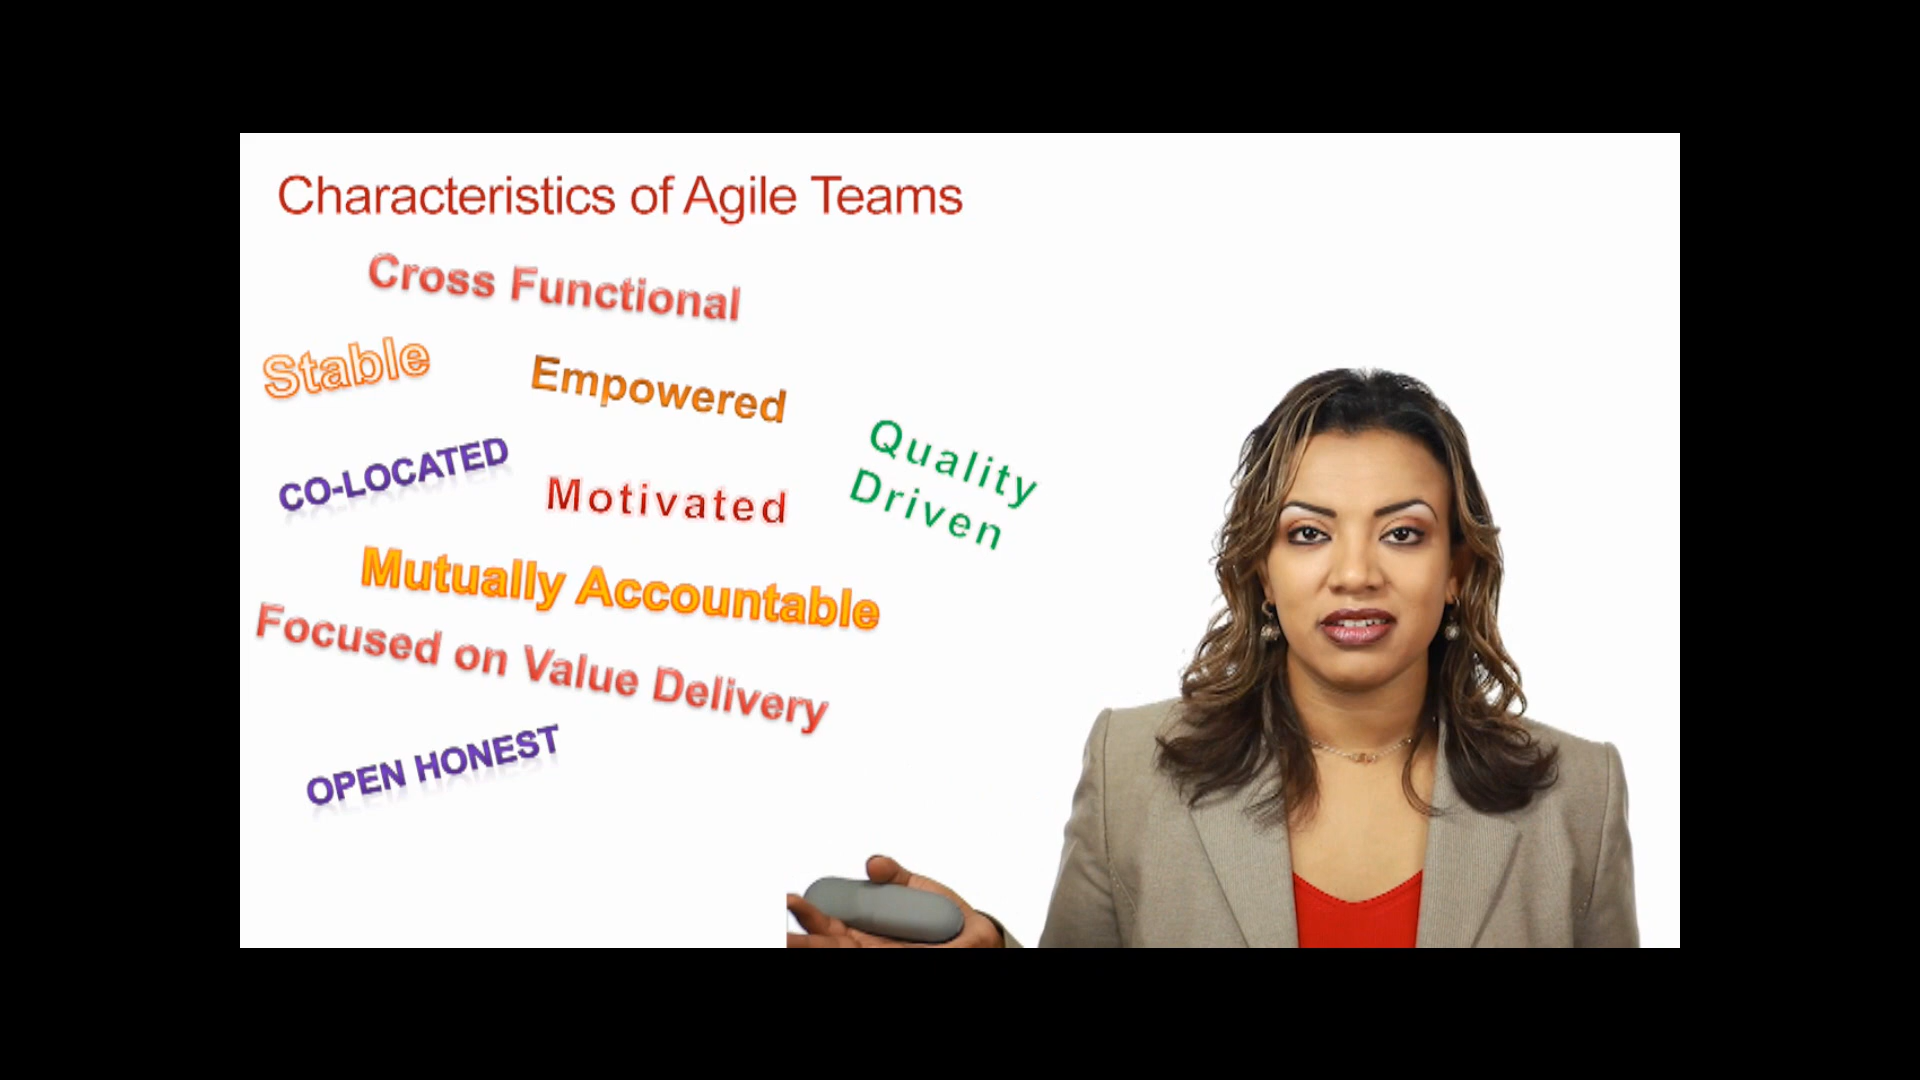 Characteristics of Agile Teams
Cross Functional
Stable
Empowered
Quality
Driven
CO-LOCATED
Motivated
Mutually Accountable
Focused on Value Delivery
OPEN HONEST